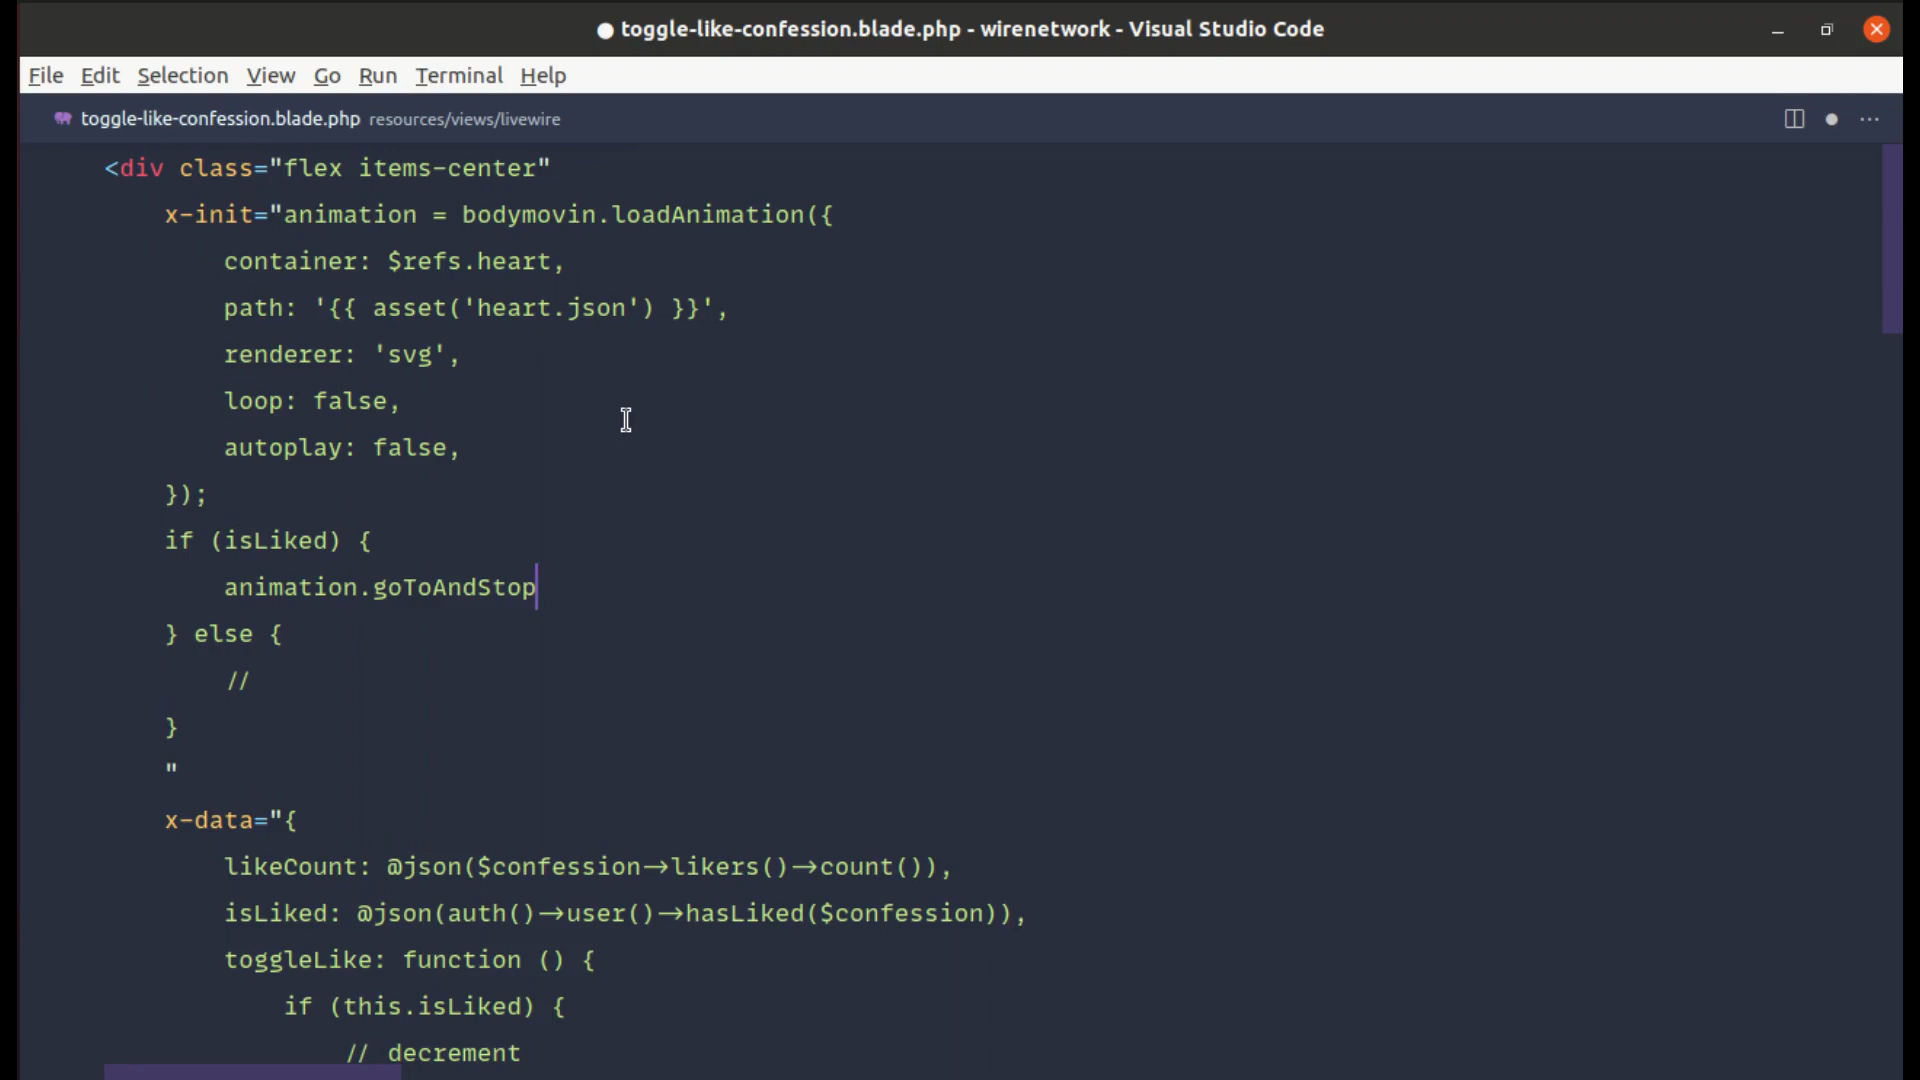 ● toggle-like-confession.blade.php - wirenetwork - Visual Studio Code
File Edit Selection View Go Run Terminal Help
toggle-like-confession.blade.php resources/views/livewire
<div class="flex items-center"
    x-init="animation = bodymovin.loadAnimation({
        container: $refs.heart,
        path: '{{ asset('heart.json') }}',
        renderer: 'svg',
        loop: false,
        autoplay: false,
    });
    if (isLiked) {
        animation.goToAndStop
    } else {
        //
    }
    "
    x-data="{
        likeCount: @json($confession->likers()->count()),
        isLiked: @json(auth()->user()->hasLiked($confession)),
        toggleLike: function () {
            if (this.isLiked) {
                // decrement